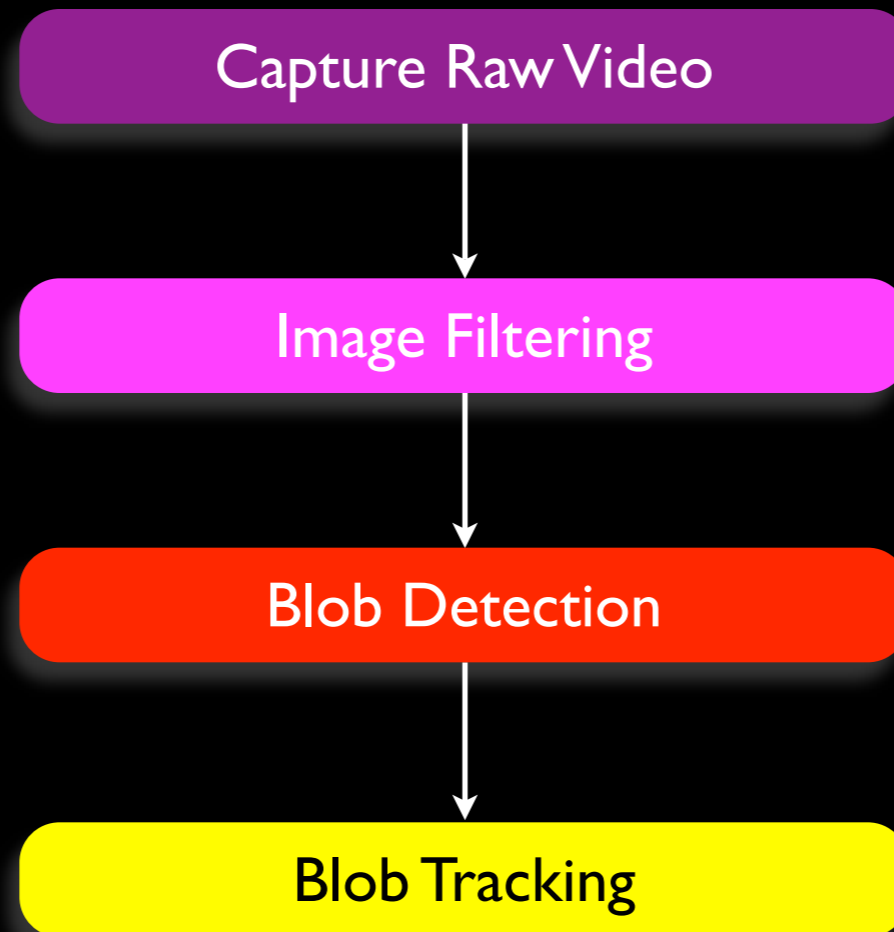 Capture Raw Video
Image Filtering
Blob Detection
Blob Tracking